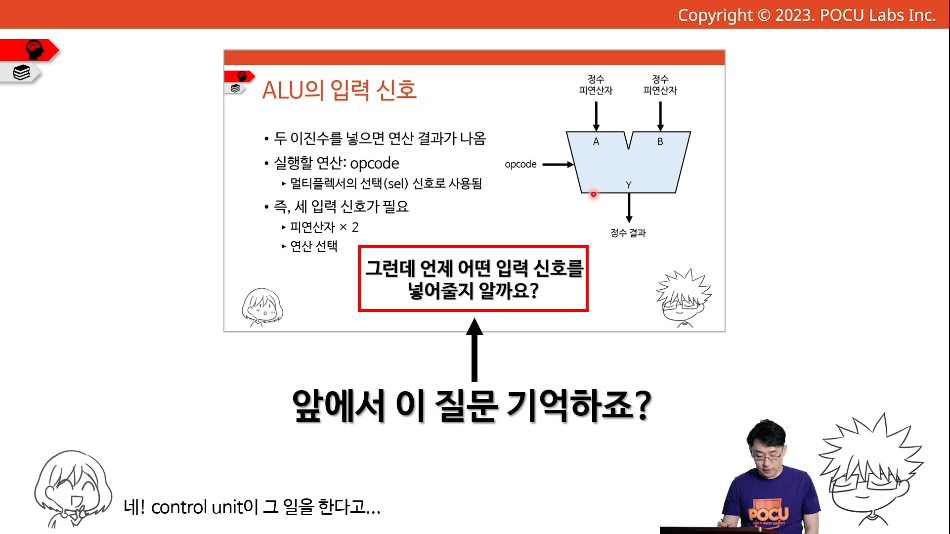 Copyright © 2023. POCU Labs Inc.
ALU의 입력 신호
• 두 이진수를 넣으면 연산 결과가 나옴
• 실행할 연산: opcode
▸ 멀티플렉서의 선택(sel) 신호로 사용됨
• 즉, 세 입력 신호가 필요
▸ 피연산자 × 2
▸ 연산 선택
정수
피연산자
정수
피연산자
A
B
opcode
Y
정수 결과
그런데 언제 어떤 입력 신호를
넣어줄지 알까요?
앞에서 이 질문 기억하죠?
네! control unit이 그 일을 한다고...
POCU